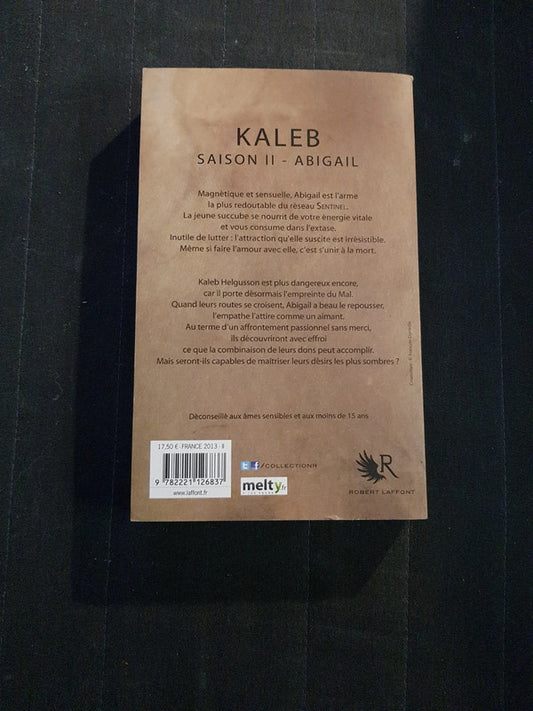 KALEB
SAISON II - ABIGAIL
Magnétique et sensuelle, Abigail est l'arme
la plus redoutable du réseau SENTINEL.
La jeune succube se nourrit de votre énergie vitale
et vous consume dans l'extase.
Inutile de lutter : l'attraction qu'elle suscite est irrésistible.
Même si faire l'amour avec elle, c'est s'unir à la mort.
Kaleb Helgusson est plus dangereux encore,
car il porte désormais l'empreinte du Mal.
Quand leurs routes se croisent, Abigail a beau le repousser,
l'empathe l'attire comme un aimant.
Au terme d'un affrontement passionnel sans merci,
ils découvriront avec effroi
ce que la combinaison de leurs dons peut accomplir.
Mais seront-ils capables de maîtriser leurs désirs les plus sombres ?
Déconseillé aux âmes sensibles et aux moins de 15 ans
17,50 € - FRANCE 2013 - II
9 782221 126837
www.laffont.fr
f /COLLECTIONR
melty.fr
R
ROBERT LAFFONT